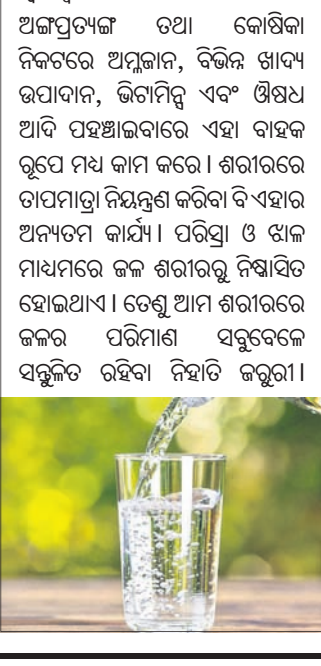 ଅଙ୍ଗପ୍ରତ୍ୟଙ୍ଗ ତଥା କୋଷିକା
ନିକଟରେ ଅମ୍ଳଜାନ, ବିଭିନ୍ନ ଖାଦ୍ୟ
ଉପାଦାନ, ଭିଟାମିନ୍ସ ଏବଂ ଔଷଧ
ଆଦି ପହଞ୍ଚାଇବାରେ ଏହା ବାହକ
ରୂପେ ମଧ୍ୟ କାମ କରେ । ଶରୀରରେ
ତାପମାତ୍ରା ନିୟନ୍ତ୍ରଣ କରିବା ବି ଏହାର
ଅନ୍ୟତମ କାର୍ଯ୍ୟ । ପରିସ୍ରା ଓ ଝାଳ
ମାଧ୍ୟମରେ ଜଳ ଶରୀରରୁ ନିଷ୍କାସିତ
ହୋଇଥାଏ । ତେଣୁ ଆମ ଶରୀରରେ
ଜଳର ପରିମାଣ ସବୁବେଳେ
ସନ୍ତୁଳିତ ରହିବା ନିହାତି ଜରୁରୀ ।